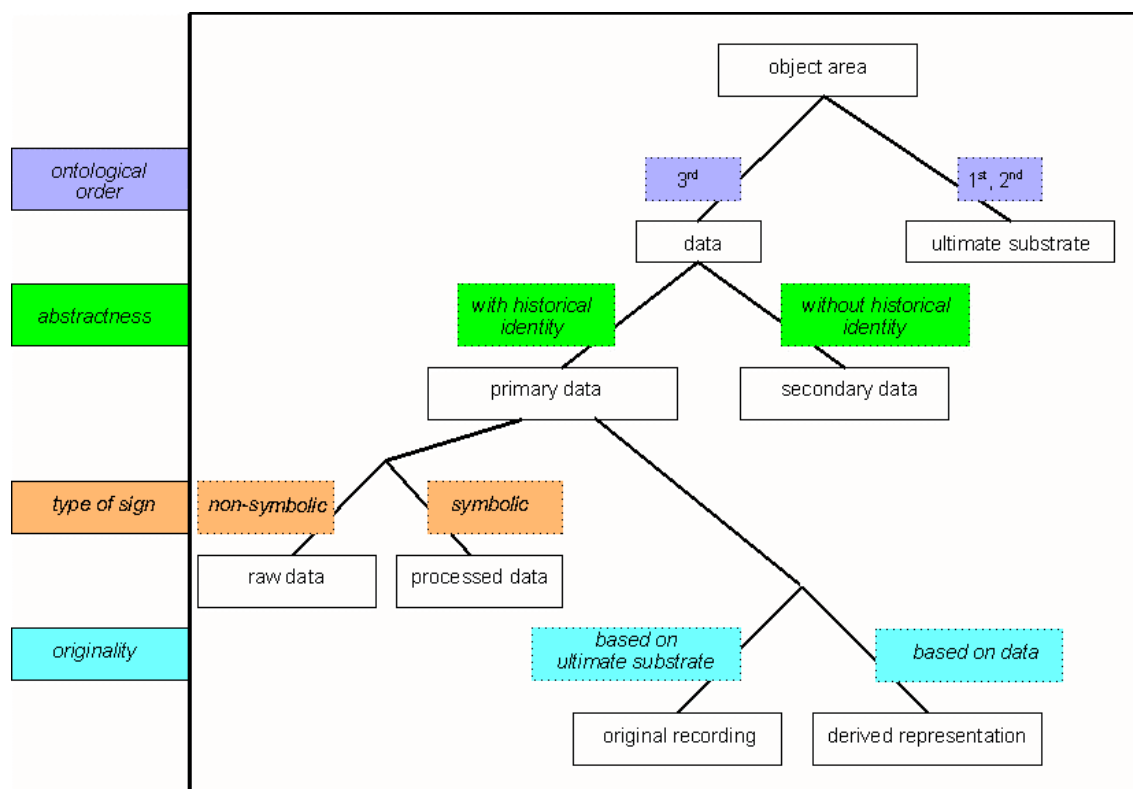 object area
ontological
order
3rd
1st, 2nd
data
ultimate substrate
abstractness
with historical
identity
without historical
identity
primary data
secondary data
type of sign
non-symbolic
symbolic
raw data
processed data
originality
based on
ultimate substrate
based on data
original recording
derived representation